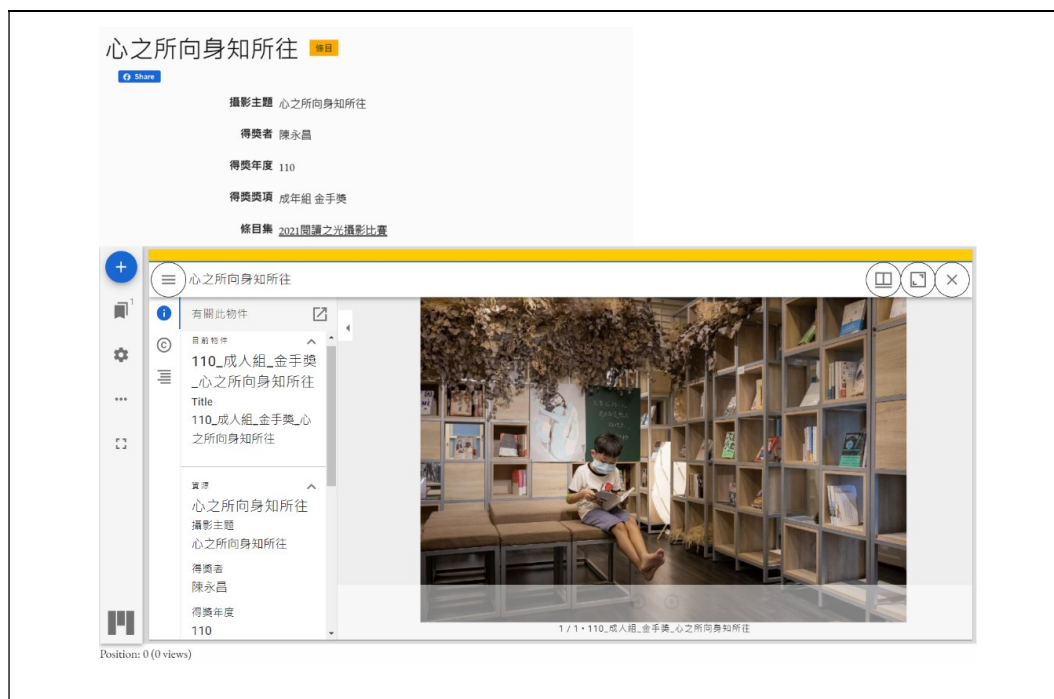 心之所向身知所往 條目
Share
攝影主題 心之所向身知所往
得獎者 陳永昌
得獎年度 110
得獎獎項 成年組 金手獎
條目集 2021閱讀之光攝影比賽
心之所向身知所往
1
有關此物件
目前物件
110_成人組_金手獎
_心之所向身知所往
Title
110_成人組_金手獎_心
之所向身知所往
資源
心之所向身知所往
攝影主題
心之所向身知所往
得獎者
陳永昌
得獎年度
110
1 / 1 • 110_成人組_金手獎_心之所向身知所往
Position: 0 (0 views)